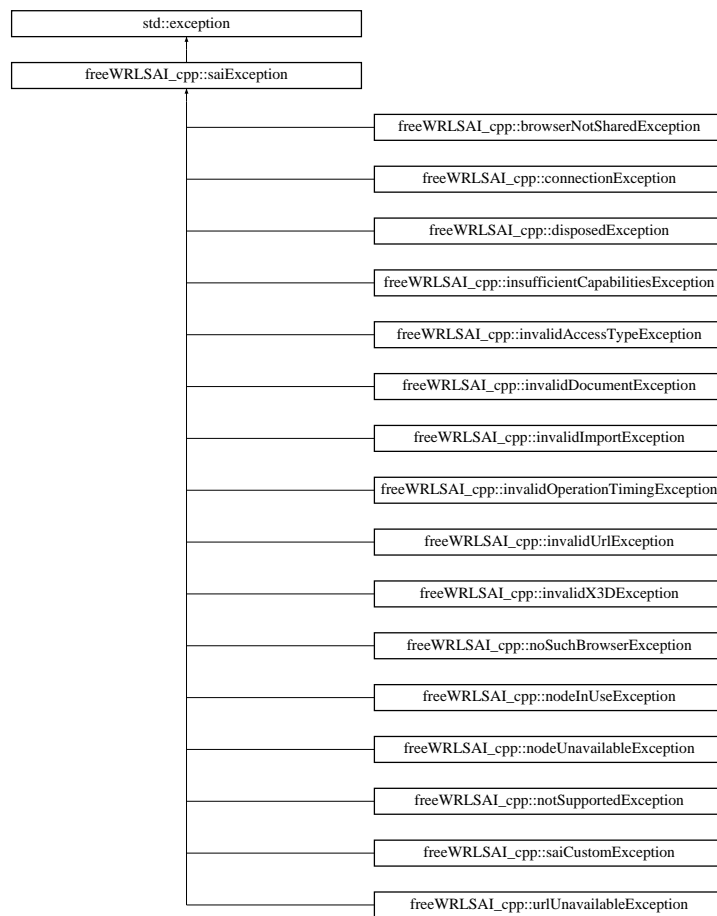 std::exception
freeWRLSAI_cpp::saiException
freeWRLSAI_cpp::browserNotSharedException
freeWRLSAI_cpp::connectionException
freeWRLSAI_cpp::disposedException
freeWRLSAI_cpp::insufficientCapabilitiesException
freeWRLSAI_cpp::invalidAccessTypeException
freeWRLSAI_cpp::invalidDocumentException
freeWRLSAI_cpp::invalidImportException
freeWRLSAI_cpp::invalidOperationTimingException
freeWRLSAI_cpp::invalidUrlException
freeWRLSAI_cpp::invalidX3DException
freeWRLSAI_cpp::noSuchBrowserException
freeWRLSAI_cpp::nodeInUseException
freeWRLSAI_cpp::nodeUnavailableException
freeWRLSAI_cpp::notSupportedException
freeWRLSAI_cpp::saiCustomException
freeWRLSAI_cpp::urlUnavailableException